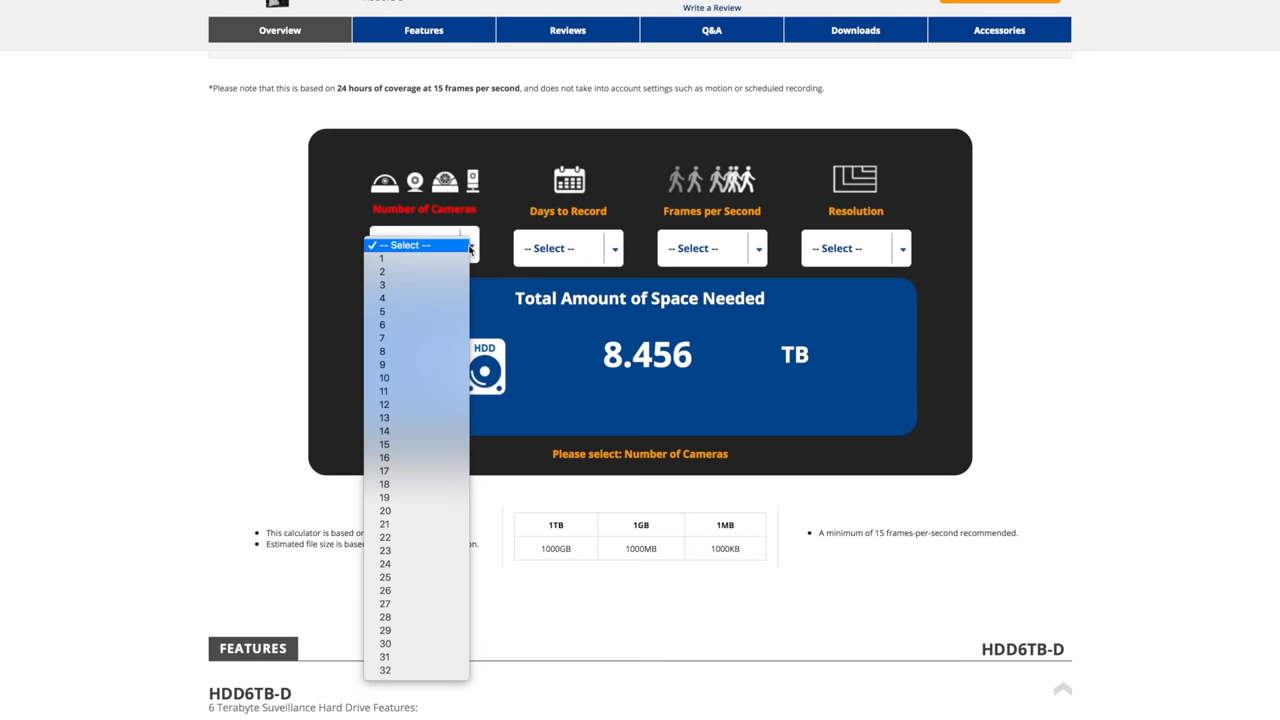 Write a Review
Overview Features Reviews Q&A Downloads Accessories
*Please note that this is based on 24 hours of coverage at 15 frames per second, and does not take into account settings such as motion or scheduled recording.
Number of Cameras Days to Record Frames per Second Resolution
-- Select -- -- Select -- -- Select --
✓ -- Select --
1
2
3
4
5
6
7
8
9
10
11
12
13
14
15
16
17
18
19
20
21
22
23
24
25
26
27
28
29
30
31
32
Total Amount of Space Needed
HDD
8.456 TB
Please select: Number of Cameras
This calculator is based
Estimated file size is
1TB 1GB 1MB
1000GB 1000MB 1000KB
A minimum of 15 frames-per-second recommended.
FEATURES HDD6TB-D
HDD6TB-D
6 Terabyte Suveillance Hard Drive Features: